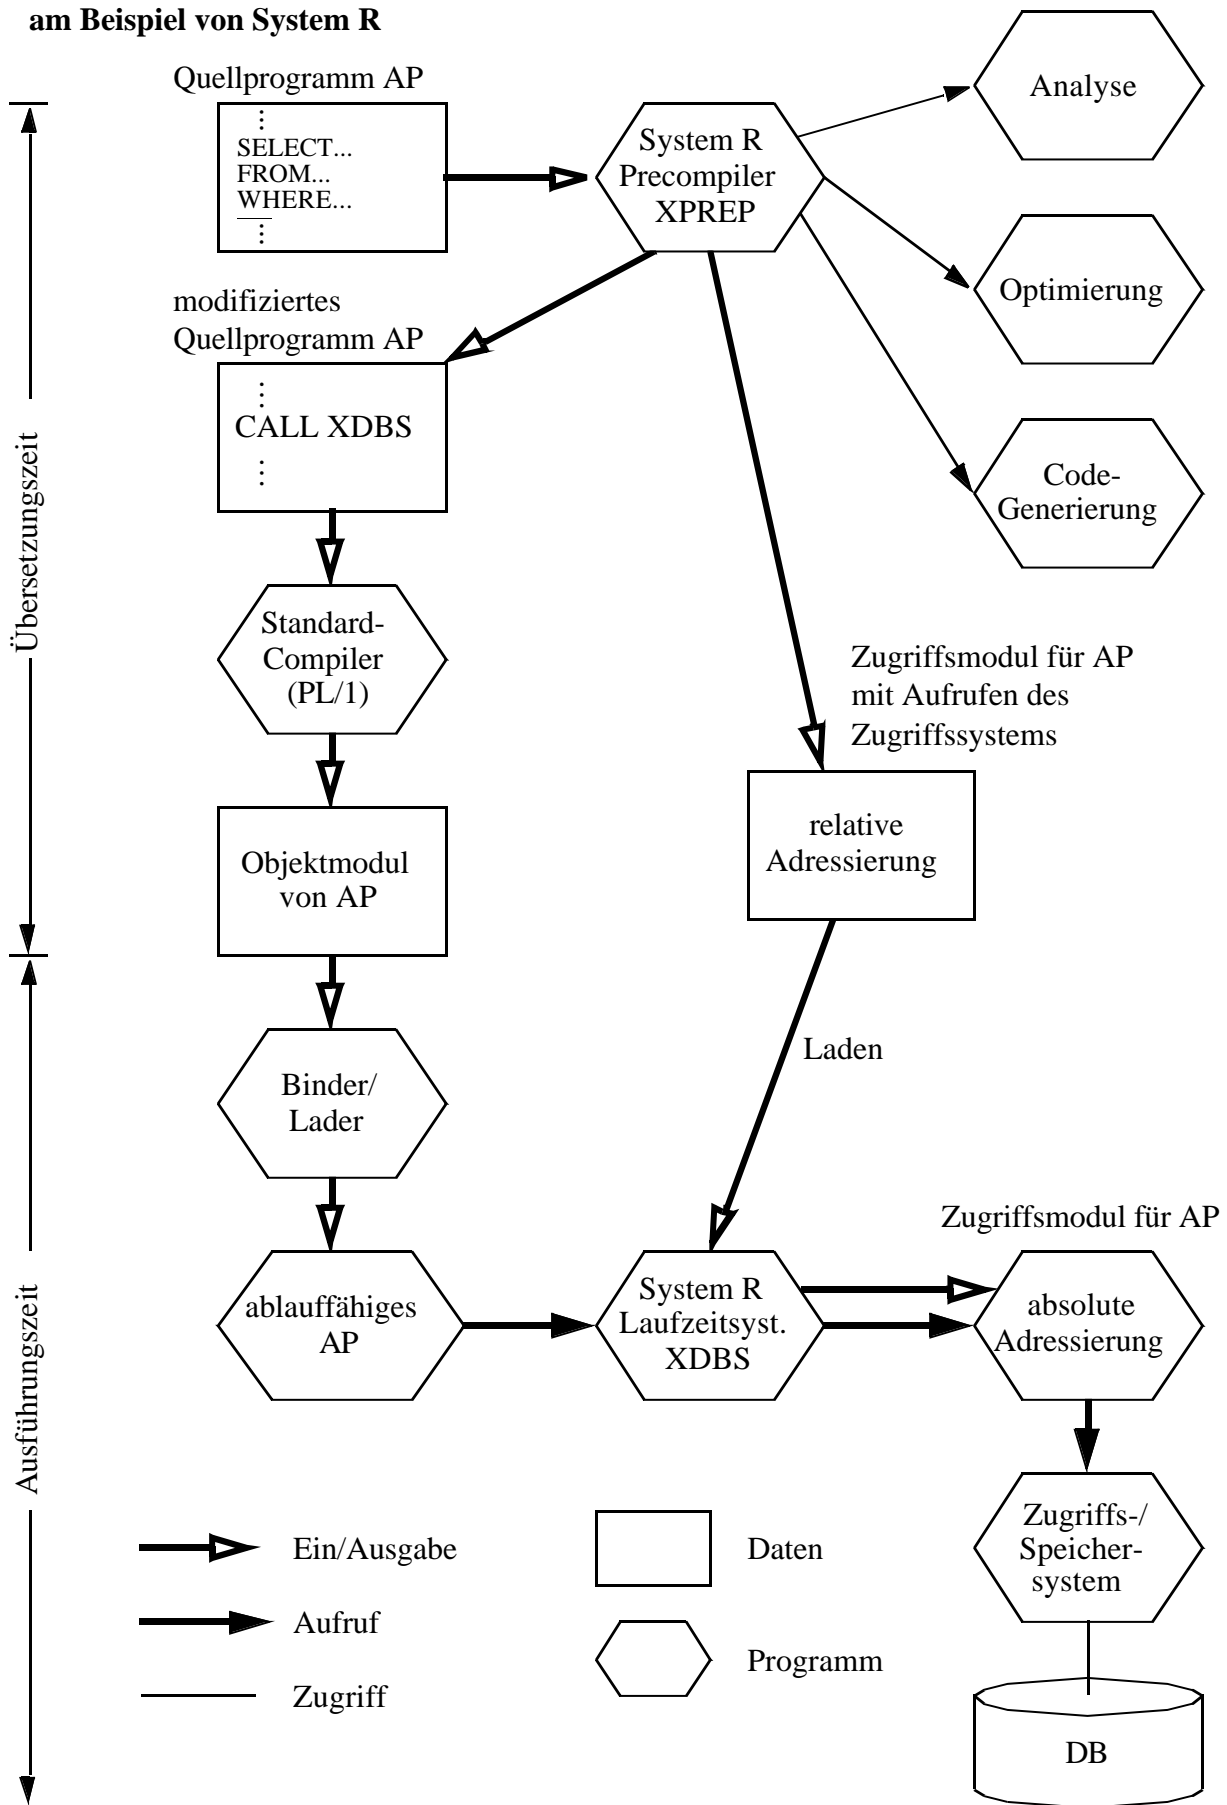 am Beispiel von System R
Quellprogramm AP
SELECT...
FROM...
WHERE...
System R
Precompiler
XPREP
Analyse
Optimierung
Code-
Generierung
modifiziertes
Quellprogramm AP
CALL XDBS
Übersetzungszeit
Standard-
Compiler
(PL/1)
Zugriffsmodul für AP
mit Aufrufen des
Zugriffssystems
relative
Adressierung
Objektmodul
von AP
Laden
Binder/
Lader
Zugriffsmodul für AP
Ausführungszeit
ablauffähiges
AP
System R
Laufzeitsyst.
XDBS
absolute
Adressierung
Zugriffs-/
Speicher-
system
DB
Ein/Ausgabe
Aufruf
Zugriff
Daten
Programm